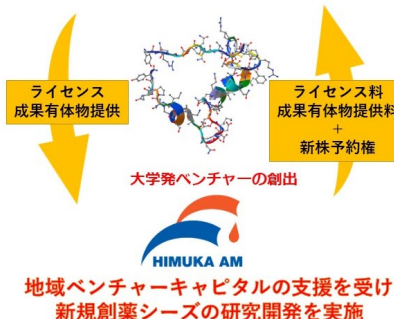 ライセンス
成果有体物提供
ライセンス料
成果有体物提供料
+
新株予約権
大学発ベンチャーの創出
HIMUKA AM
地域ベンチャーキャピタルの支援を受け
新規創薬シーズの研究開発を実施